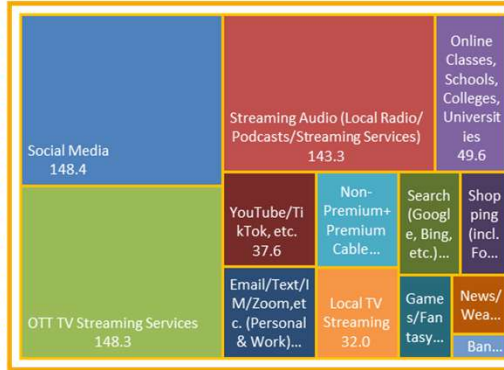 Social Media
148.4
OTT TV Streaming Services
148.3
Streaming Audio (Local Radio/
Podcasts/Streaming Services)
143.3
Online
Classes,
Schools,
Colleges,
Universit
ies
49.6
YouTube/Ti
kTok, etc.
37.6
Non-
Premium+
Premium
Cable...
Search
(Googl
e, Bing,
etc.)...
Shop
ping
(incl.
Fo...
Email/Text/I
M/Zoom,et
c. (Personal
& Work)...
Local TV
Streaming
32.0
Game
s/Fan
tasy...
News/
Wea...
Ban...